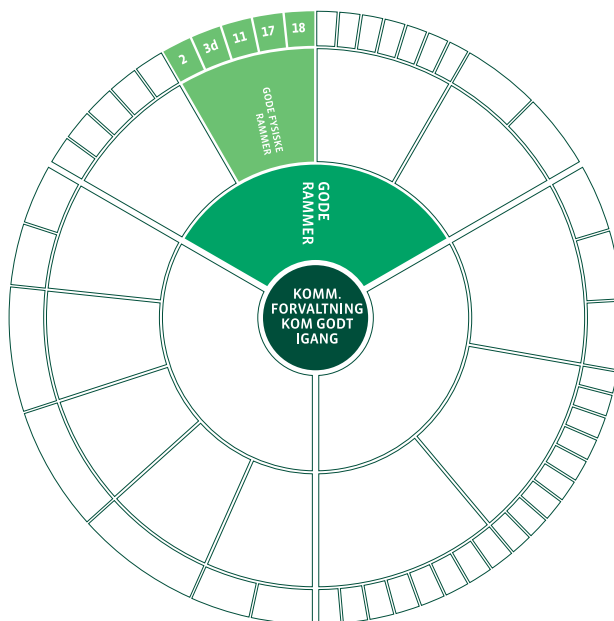 2
3d
11
17
18
GODE FYSISKE
RAMMER
GODE
RAMMER
KOMM.
FORVALTNING
KOM GODT
IGANG